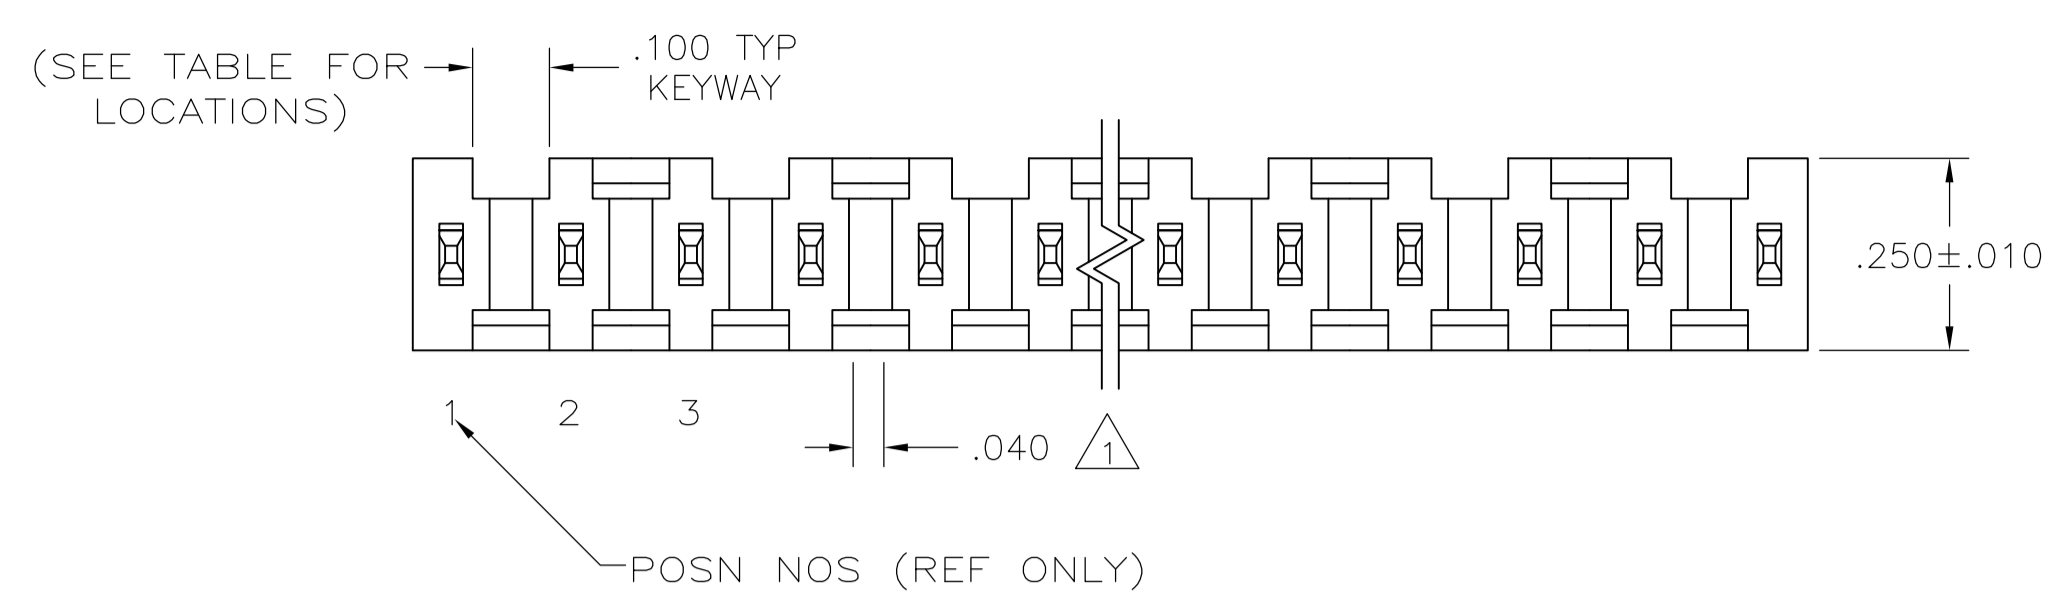 (SEE TABLE FOR
LOCATIONS)
.100 TYP
KEYWAY
.250±.010
1 2 3
.040 1
POSN NOS (REF ONLY)